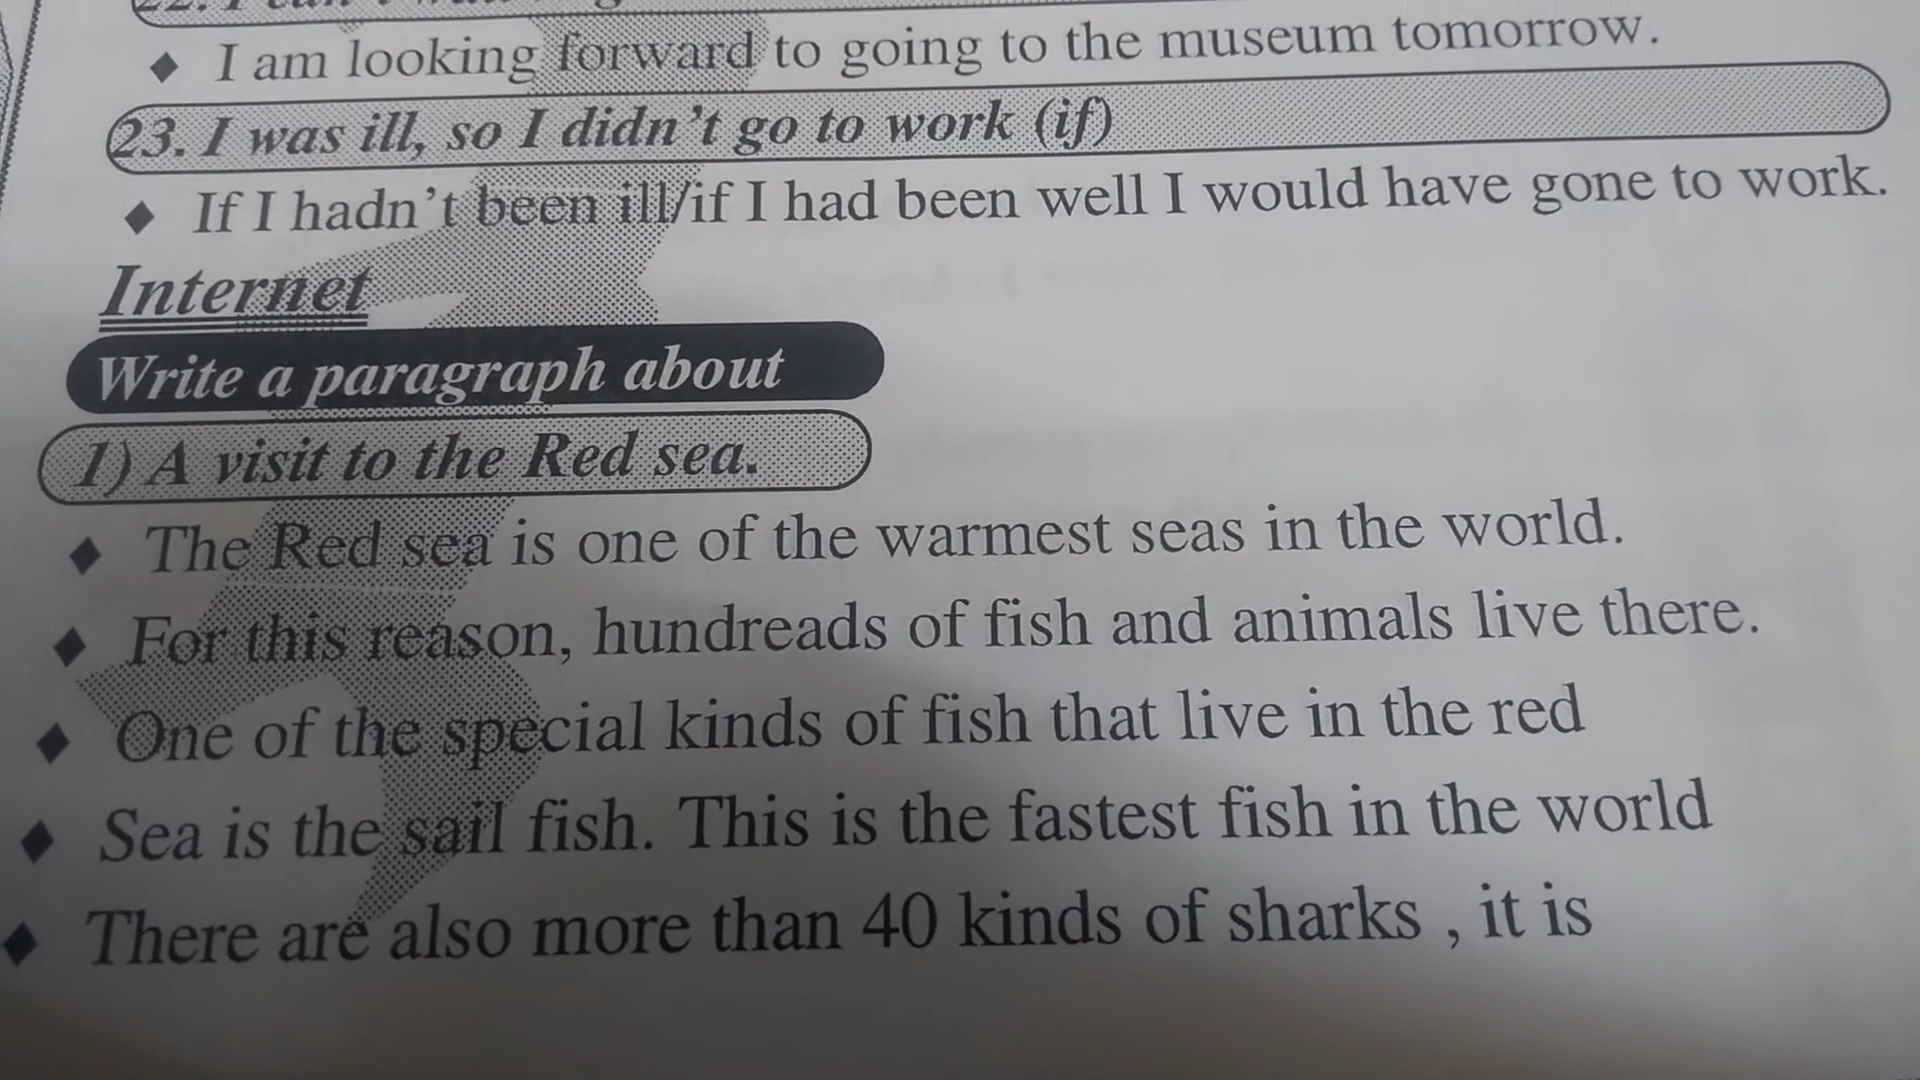 ◆ I am looking forward to going to the museum tomorrow.
23. I was ill, so I didn't go to work (if)
◆ If I hadn't been ill/if I had been well I would have gone to work.
Internet
Write a paragraph about
1) A visit to the Red sea.
◆ The Red sea is one of the warmest seas in the world.
◆ For this reason, hundreads of fish and animals live there.
◆ One of the special kinds of fish that live in the red
◆ Sea is the sail fish. This is the fastest fish in the world
◆ There are also more than 40 kinds of sharks , it is